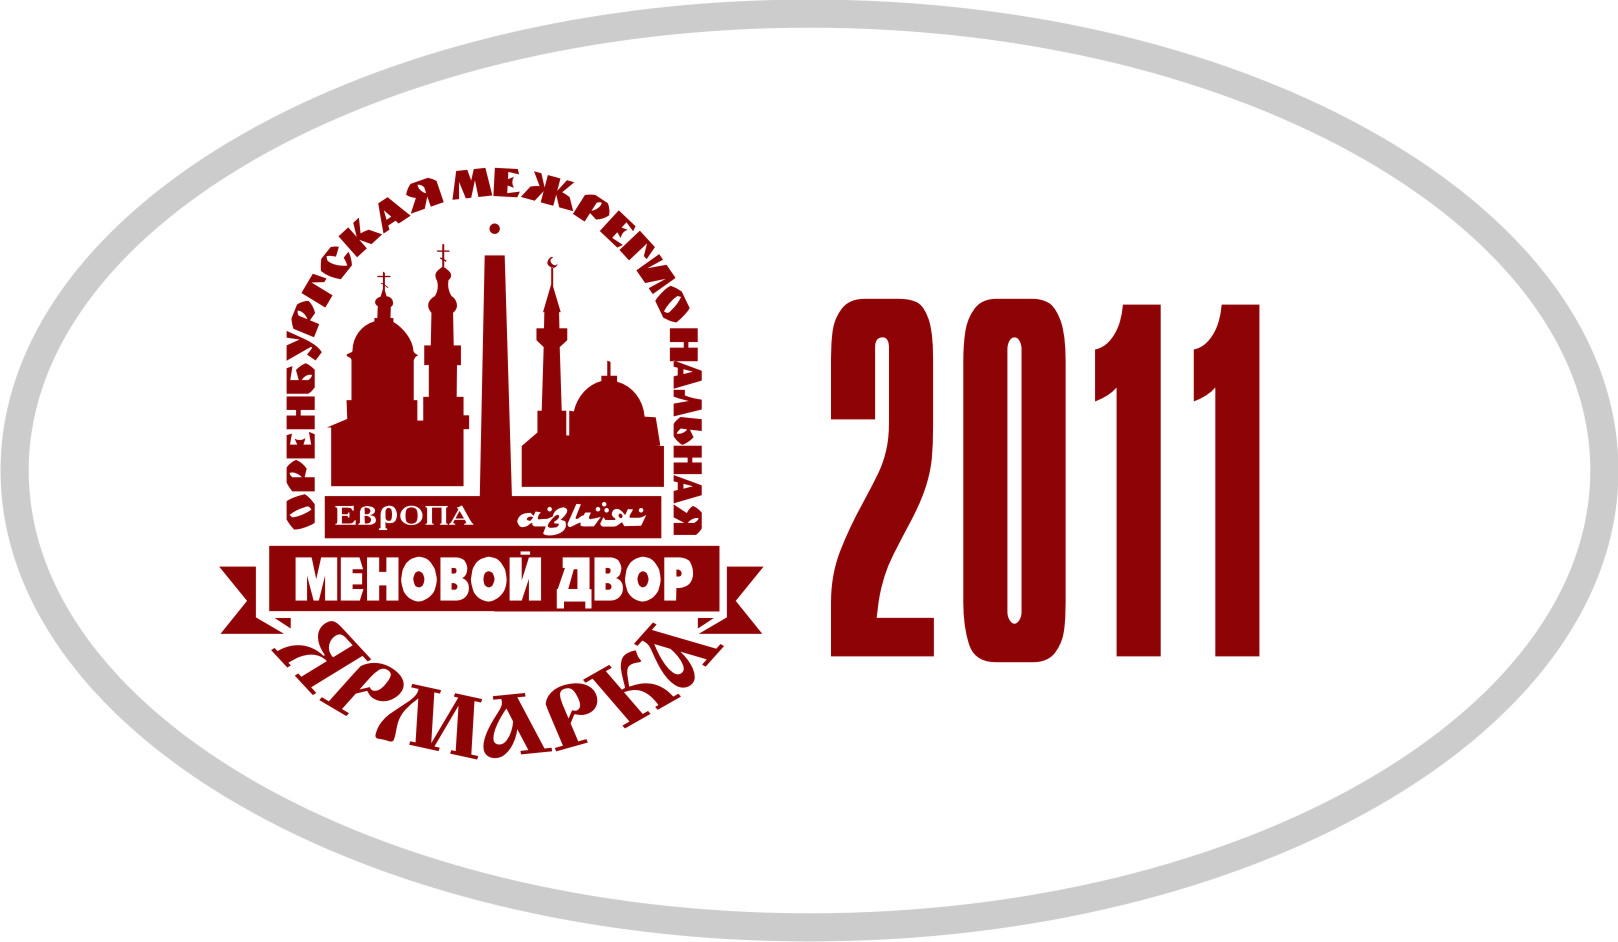 ОРЕНБУРГСКАЯ МЕЖРЕГИОНАЛЬНАЯ
ЕВРОПА азия
МЕНОВОЙ ДВОР
ЯРМАРКА
2011